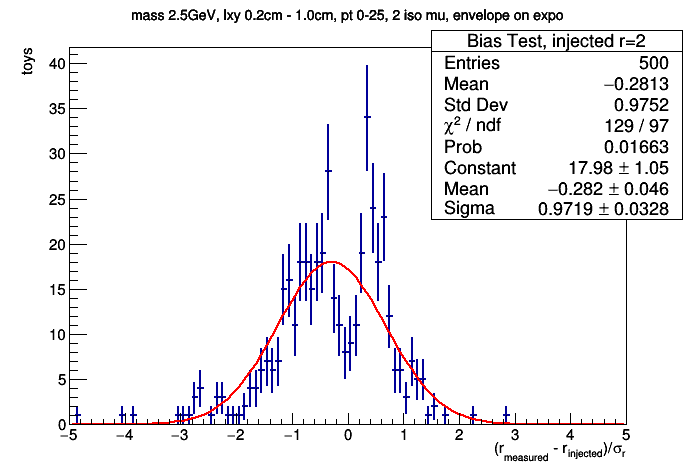 mass 2.5GeV, lxy 0.2cm - 1.0cm, pt 0-25, 2 iso mu, envelope on expo
Bias Test, injected r=2
Entries 500
Mean −0.2813
Std Dev 0.9752
χ² / ndf 129 / 97
Prob 0.01663
Constant 17.98 ± 1.05
Mean −0.282 ± 0.046
Sigma 0.9719 ± 0.0328
toys
40
35
30
25
20
15
10
5
0
−5 −4 −3 −2 −1 0 1 2 3 4 5
(r_measured - r_injected)/σ_r